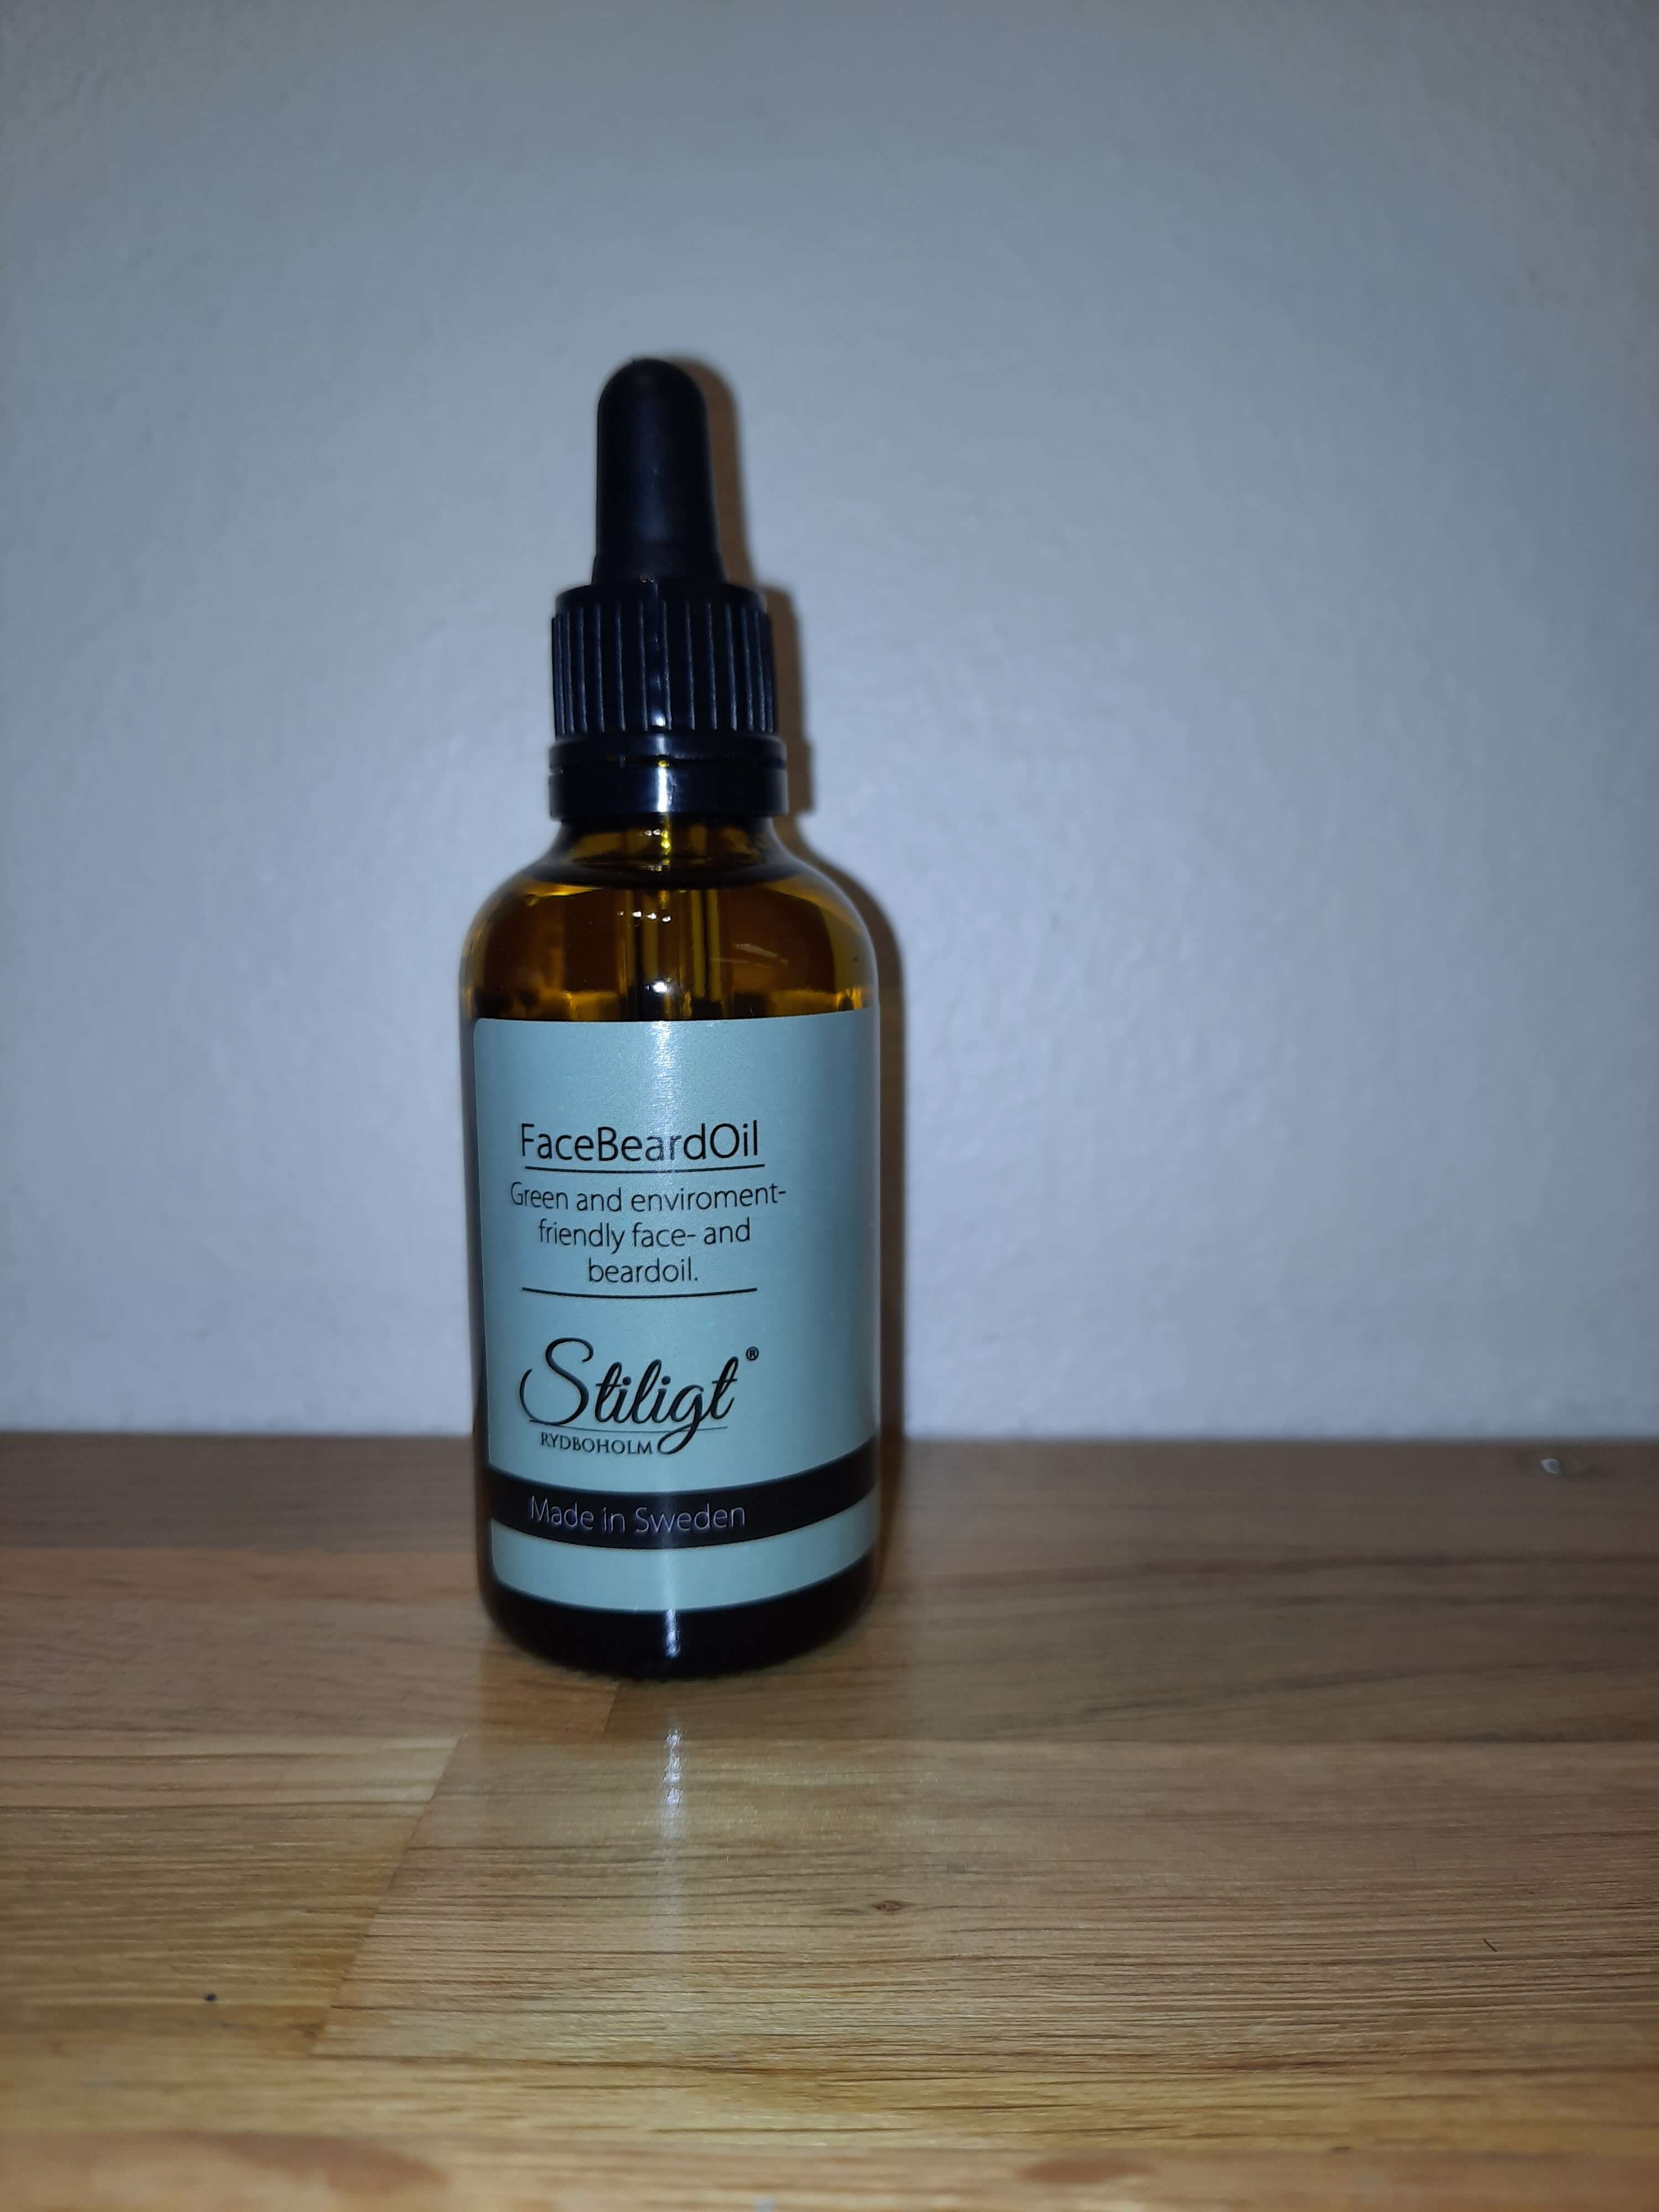 FaceBeardOil
Green and enviroment-
friendly face- and
beardoil.
Stiligt®
RYDBOHOLM
Made in Sweden